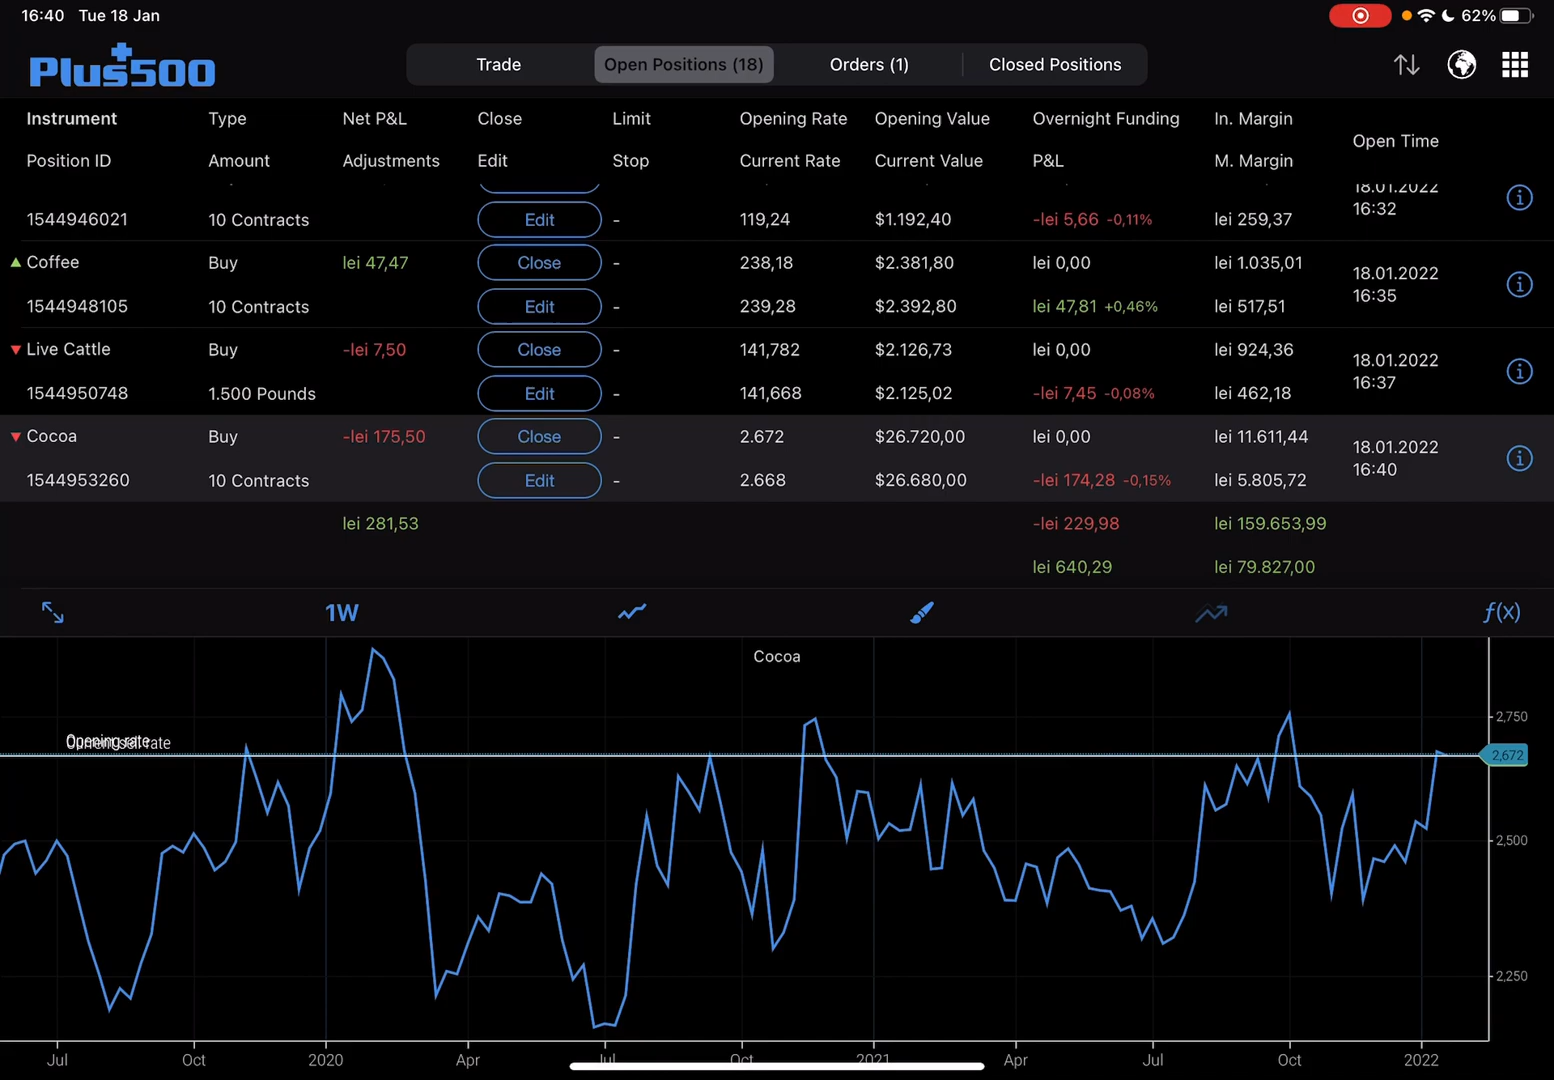 16:40 Tue 18 Jan 62%
Plus500
Trade Open Positions (18) Orders (1) Closed Positions
Instrument Type Net P&L Close Limit Opening Rate Opening Value Overnight Funding In. Margin
Open Time
Position ID Amount Adjustments Edit Stop Current Rate Current Value P&L M. Margin
18.01.2022
16:32
1544946021 10 Contracts Edit - 119,24 $1.192,40 -lei 5,66 -0,11% lei 259,37
Coffee Buy lei 47,47 Close - 238,18 $2.381,80 lei 0,00 lei 1.035,01
18.01.2022
16:35
1544948105 10 Contracts Edit - 239,28 $2.392,80 lei 47,81 +0,46% lei 517,51
Live Cattle Buy -lei 7,50 Close - 141,782 $2.126,73 lei 0,00 lei 924,36
18.01.2022
16:37
1544950748 1.500 Pounds Edit - 141,668 $2.125,02 -lei 7,45 -0,08% lei 462,18
Cocoa Buy -lei 175,50 Close - 2.672 $26.720,00 lei 0,00 lei 11.611,44
18.01.2022
16:40
1544953260 10 Contracts Edit - 2.668 $26.680,00 -lei 174,28 -0,15% lei 5.805,72
lei 281,53 -lei 229,98 lei 159.653,99
lei 640,29 lei 79.827,00
1W f(x)
Cocoa
2,750
Opening rate
Current sell rate
2,672
2,500
2,250
Jul Oct 2020 Apr Jul Oct 2021 Apr Jul Oct 2022